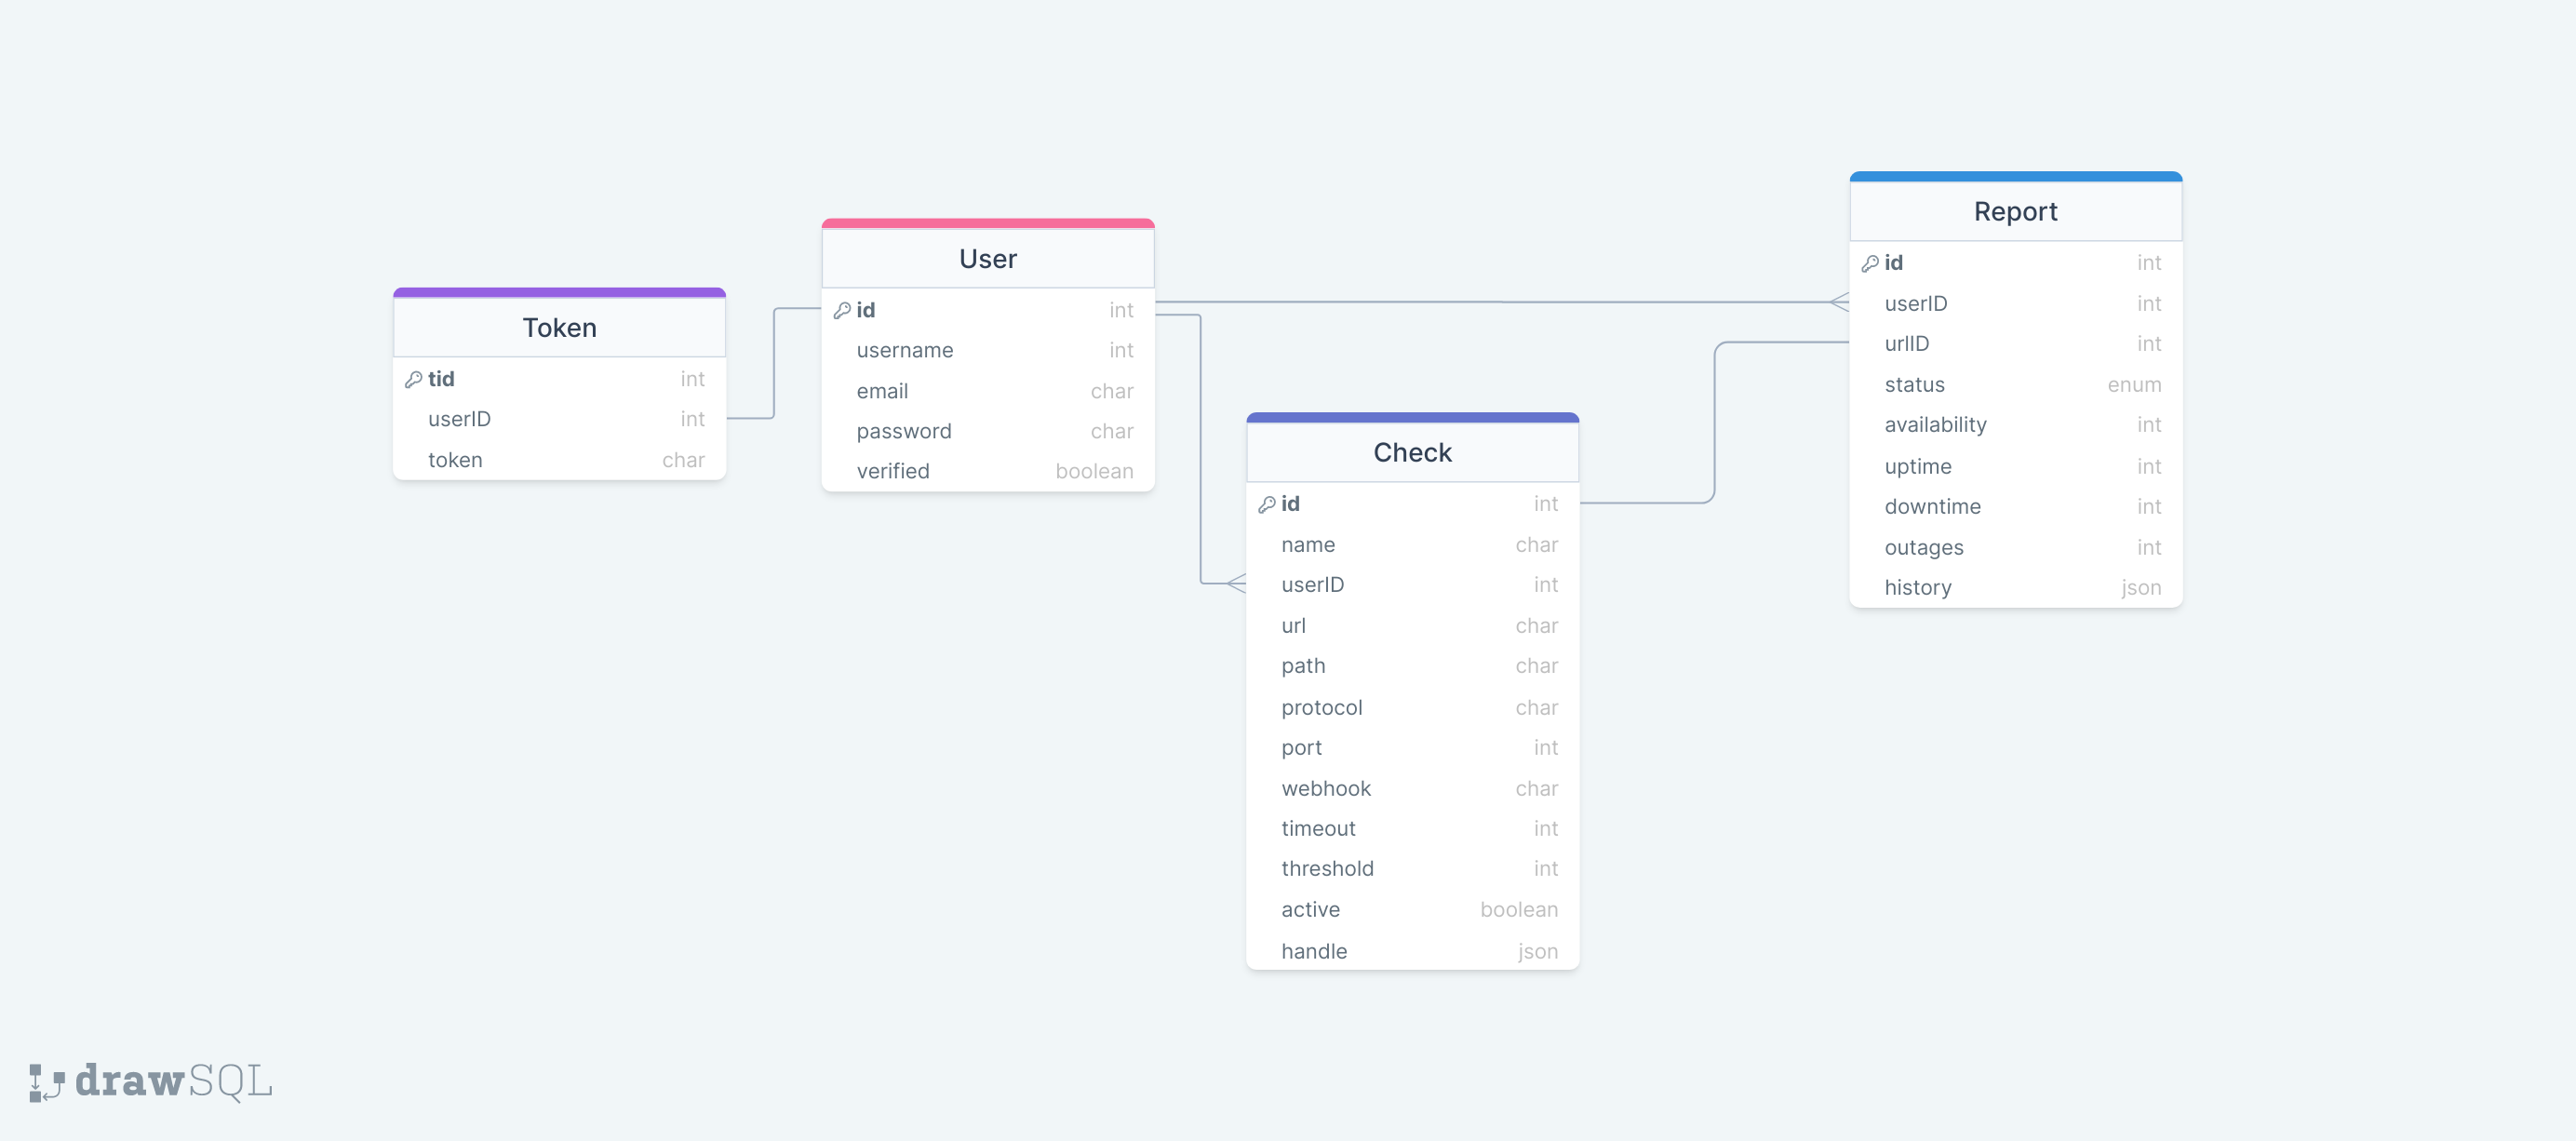 Token
tid int
userID int
token char
User
id int
username int
email char
password char
verified boolean
Check
id int
name char
userID int
url char
path char
protocol char
port int
webhook char
timeout int
threshold int
active boolean
handle json
Report
id int
userID int
urlID int
status enum
availability int
uptime int
downtime int
outages int
history json
drawSQL